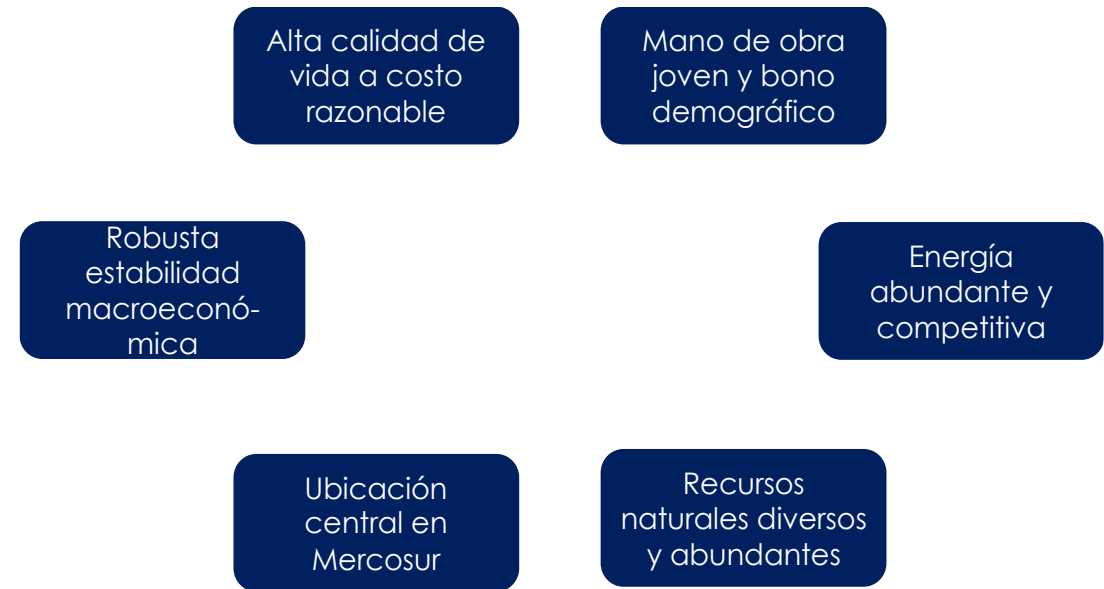 Alta calidad de
vida a costo
razonable
Mano de obra
joven y bono
demográfico
Robusta
estabilidad
macroeconó-
mica
Energía
abundante y
competitiva
Ubicación
central en
Mercosur
Recursos
naturales diversos
y abundantes